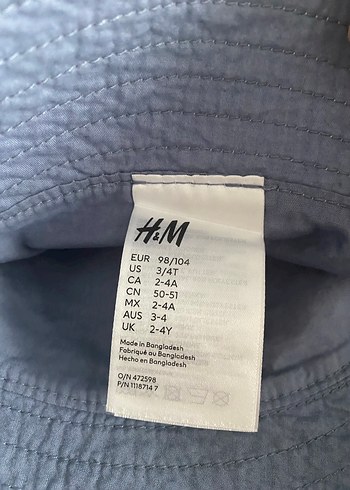 H&M
EUR 98/104
US 3/4T
CA 2-4A
CN 50-51
MX 2-4A
AUS 3-4
UK 2-4Y
Made in Bangladesh
Fabriqué au Bangladesh
Hecho en Bangladesh
O/N 472598
P/N 1118714 7